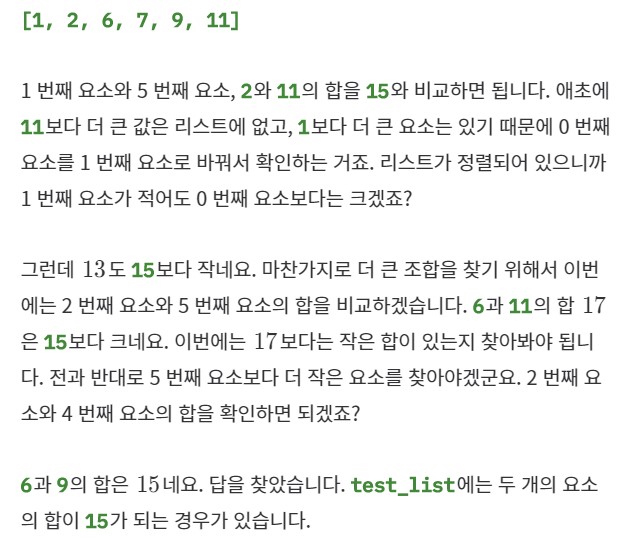 [1, 2, 6, 7, 9, 11]
1 번째 요소와 5 번째 요소, 2와 11의 합을 15와 비교하면 됩니다. 애초에
11보다 더 큰 값은 리스트에 없고, 1보다 더 큰 요소는 있기 때문에 0 번째
요소를 1 번째 요소로 바꿔서 확인하는 거죠. 리스트가 정렬되어 있으니까
1 번째 요소가 적어도 0 번째 요소보다는 크겠죠?
그런데 13도 15보다 작네요. 마찬가지로 더 큰 조합을 찾기 위해서 이번
에는 2 번째 요소와 5 번째 요소의 합을 비교하겠습니다. 6과 11의 합 17
은 15보다 크네요. 이번에는 17보다는 작은 합이 있는지 찾아봐야 됩니
다. 전과 반대로 5 번째 요소보다 더 작은 요소를 찾아야겠군요. 2 번째 요
소와 4 번째 요소의 합을 확인하면 되겠죠?
6과 9의 합은 15네요. 답을 찾았습니다. test_list에는 두 개의 요소
의 합이 15가 되는 경우가 있습니다.